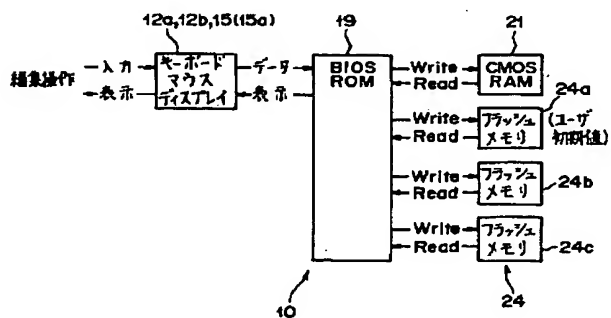 12a,12b,15(15a)
19
21
編集操作
入力
表示
キーボード
マウス
ディスプレイ
データ
表示
BIOS
ROM
Write
Read
CMOS
RAM
24a
Write
Read
フラッシュ
メモリ
(ユーザ
初期値)
Write
Read
フラッシュ
メモリ
24b
Write
Read
フラッシュ
メモリ
24c
10
24